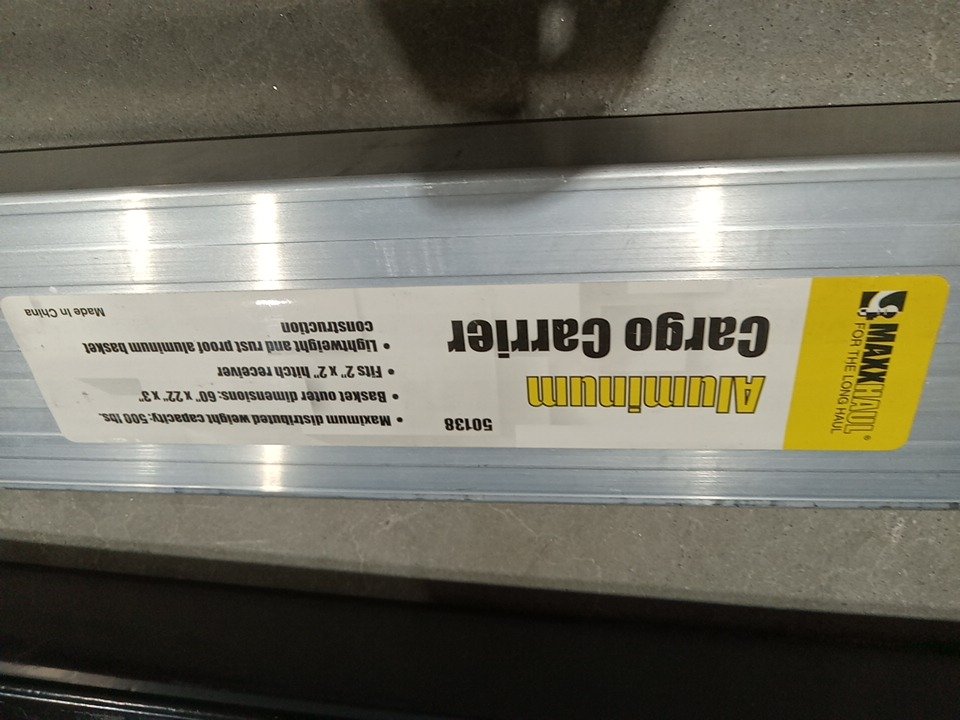 MAXXHAUL®
FOR THE LONG HAUL
Aluminum
Cargo Carrier
50138
• Maximum distributed weight capacity: 500 lbs.
• Basket outer dimensions: 60" x 22" x 3"
• Fits 2" x 2" hitch receiver
• Lightweight and rust proof aluminum basket
construction
Made in China